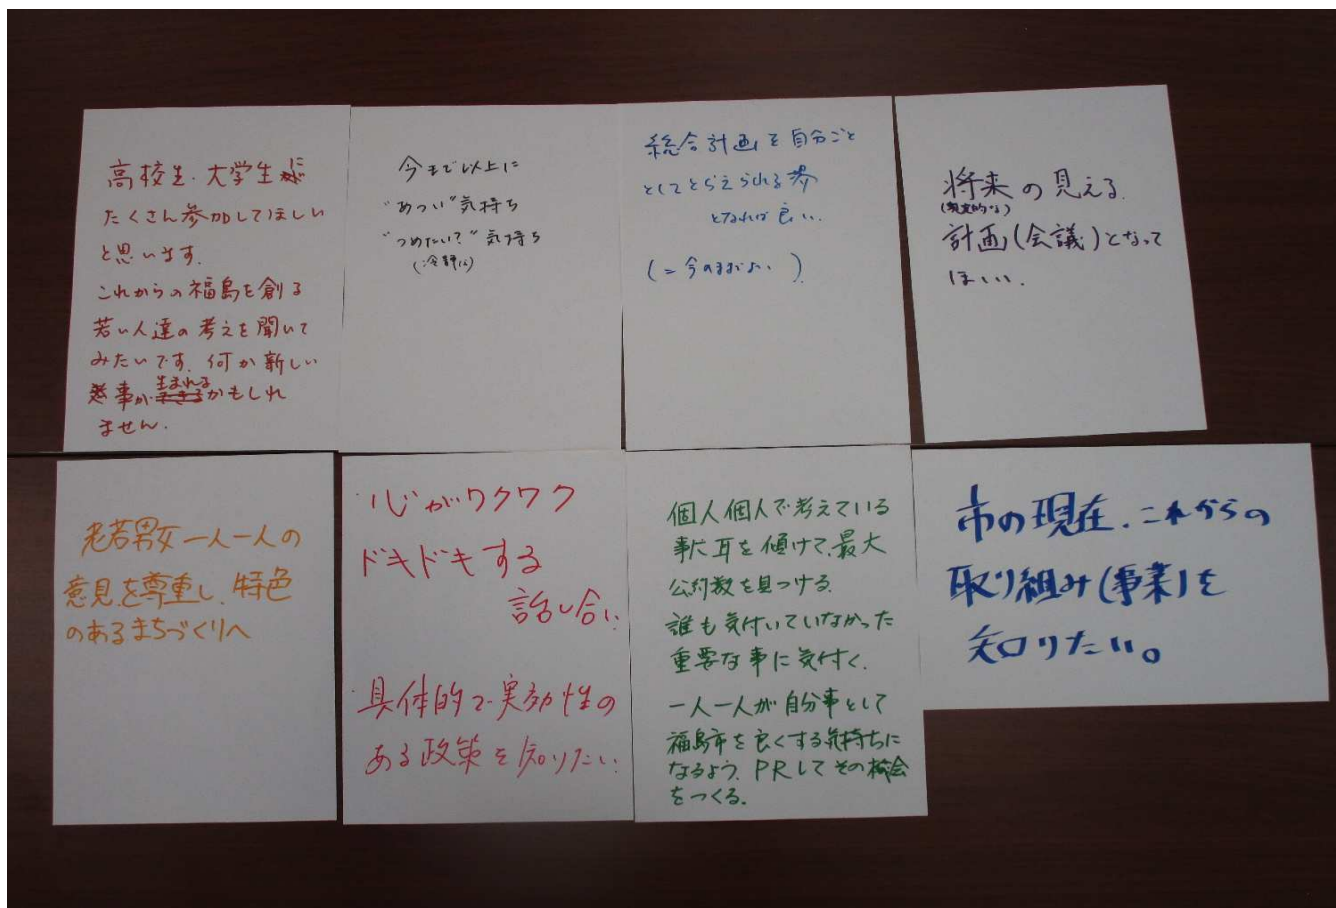 高校生・大学生に
たくさん参加してほしい
と思います。
これからの福島を創る
若い人達の考えを聞いて
みたいです。何か新しい
事が生まれるかもしれ
ません。
今まで以上に
"あつい"気持ち
"つめたい?"気持ち
(冷静な)
総合計画を自分ごと
としてとらえられる
となれば良い。
(=今のままでよい)
将来の見える
計画(会議)となって
ほしい。
老若男女一人一人の
意見を尊重し、特色
のあるまちづくりへ
・心がワクワク
ドキドキする
話し合い
・具体的で実効性の
ある政策を知りたい
個人個人で考えている
事に耳を傾けて、最大
公約数を見つける。
誰も気付いていなかった
重要な事に気付く。
一人一人が自分事として
福島市を良くする気持ちに
なるよう、PRしてその機会
をつくる。
市の現在、これからの
取り組み(事業)を
知りたい。